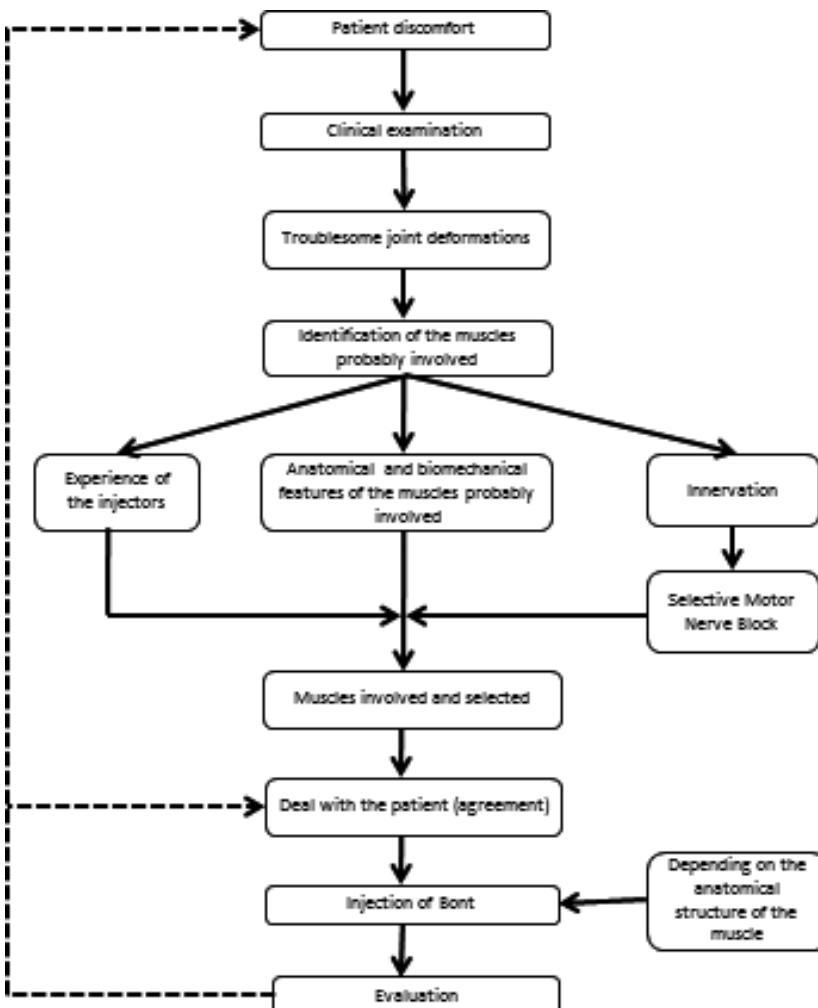 Patient discomfort
Clinical examination
Troublesome joint deformations
Identification of the muscles
probably involved
Experience of
the injectors
Anatomical and biomechanical
features of the muscles probably
involved
Innervation
Selective Motor
Nerve Block
Muscles involved and selected
Deal with the patient (agreement)
Depending on the
anatomical
structure of the
muscle
Injection of Bont
Evaluation